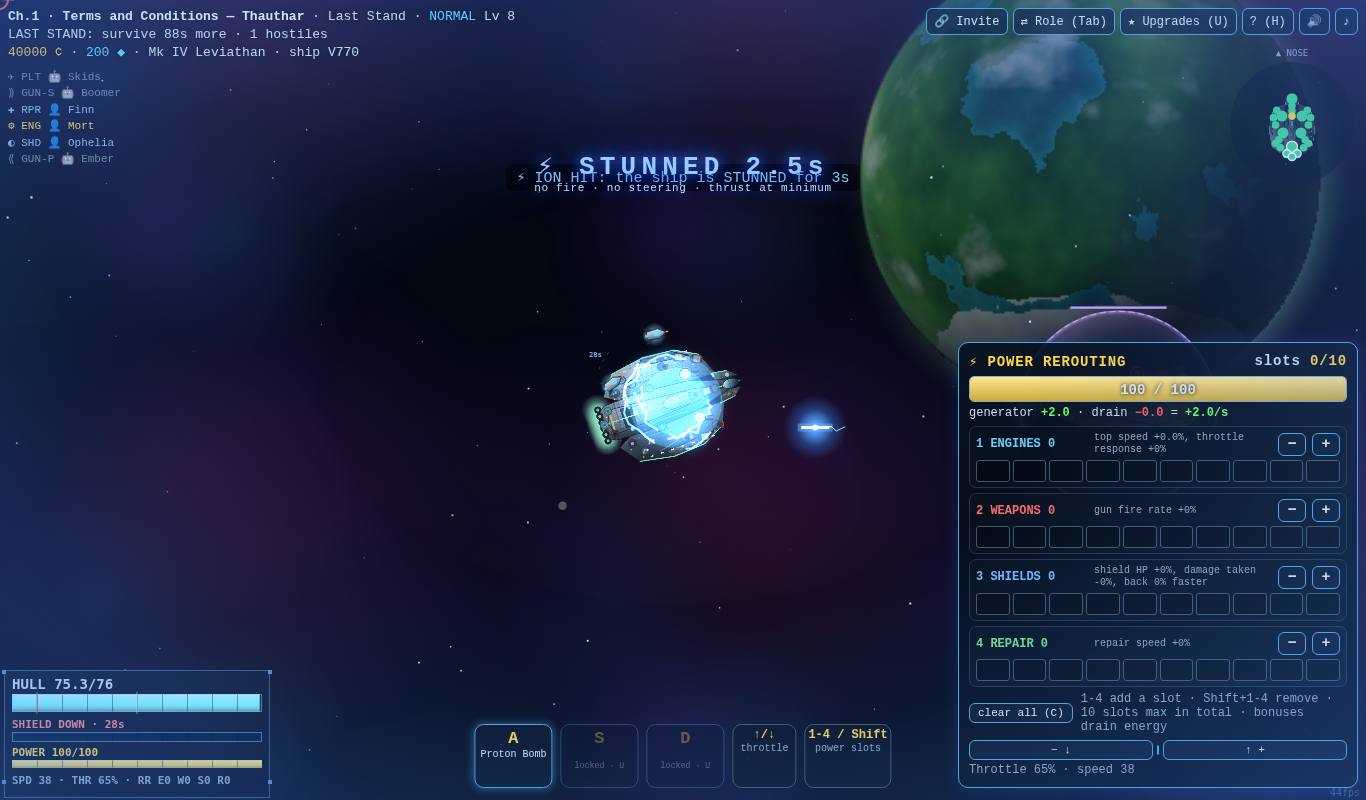 Ch.1 · Terms and Conditions — Thauthar · Last Stand · NORMAL Lv 8
LAST STAND: survive 88s more · 1 hostiles
40000 ₵ · 200 ◆ · Mk IV Leviathan · ship V770
PLT 🤖 Skids
GUN-S 🤖 Boomer
RPR 👤 Finn
ENG 👤 Mort
SHD 👤 Ophelia
GUN-P 🤖 Ember
🔗 Invite
⇄ Role (Tab)
★ Upgrades (U)
? (H)
🔊
♪
▲ NOSE
⚡ STUNNED 2.5s
⚡ ION HIT: the ship is STUNNED for 3s
no fire · no steering · thrust at minimum
28s
⚡ POWER REROUTING
slots 0/10
100 / 100
generator +2.0 · drain −0.0 = +2.0/s
1 ENGINES 0
top speed +0.0%, throttle
response +0%
− +
2 WEAPONS 0
gun fire rate +0%
− +
3 SHIELDS 0
shield HP +0%, damage taken
-0%, back 0% faster
− +
4 REPAIR 0
repair speed +0%
− +
clear all (C)
1-4 add a slot · Shift+1-4 remove ·
10 slots max in total · bonuses
drain energy
− ↓
↑ +
Throttle 65% · speed 38
HULL 75.3/76
SHIELD DOWN · 28s
POWER 100/100
SPD 38 · THR 65% · RR E0 W0 S0 R0
A
Proton Bomb
S
locked · U
D
locked · U
↑/↓
throttle
1-4 / Shift
power slots
44fps